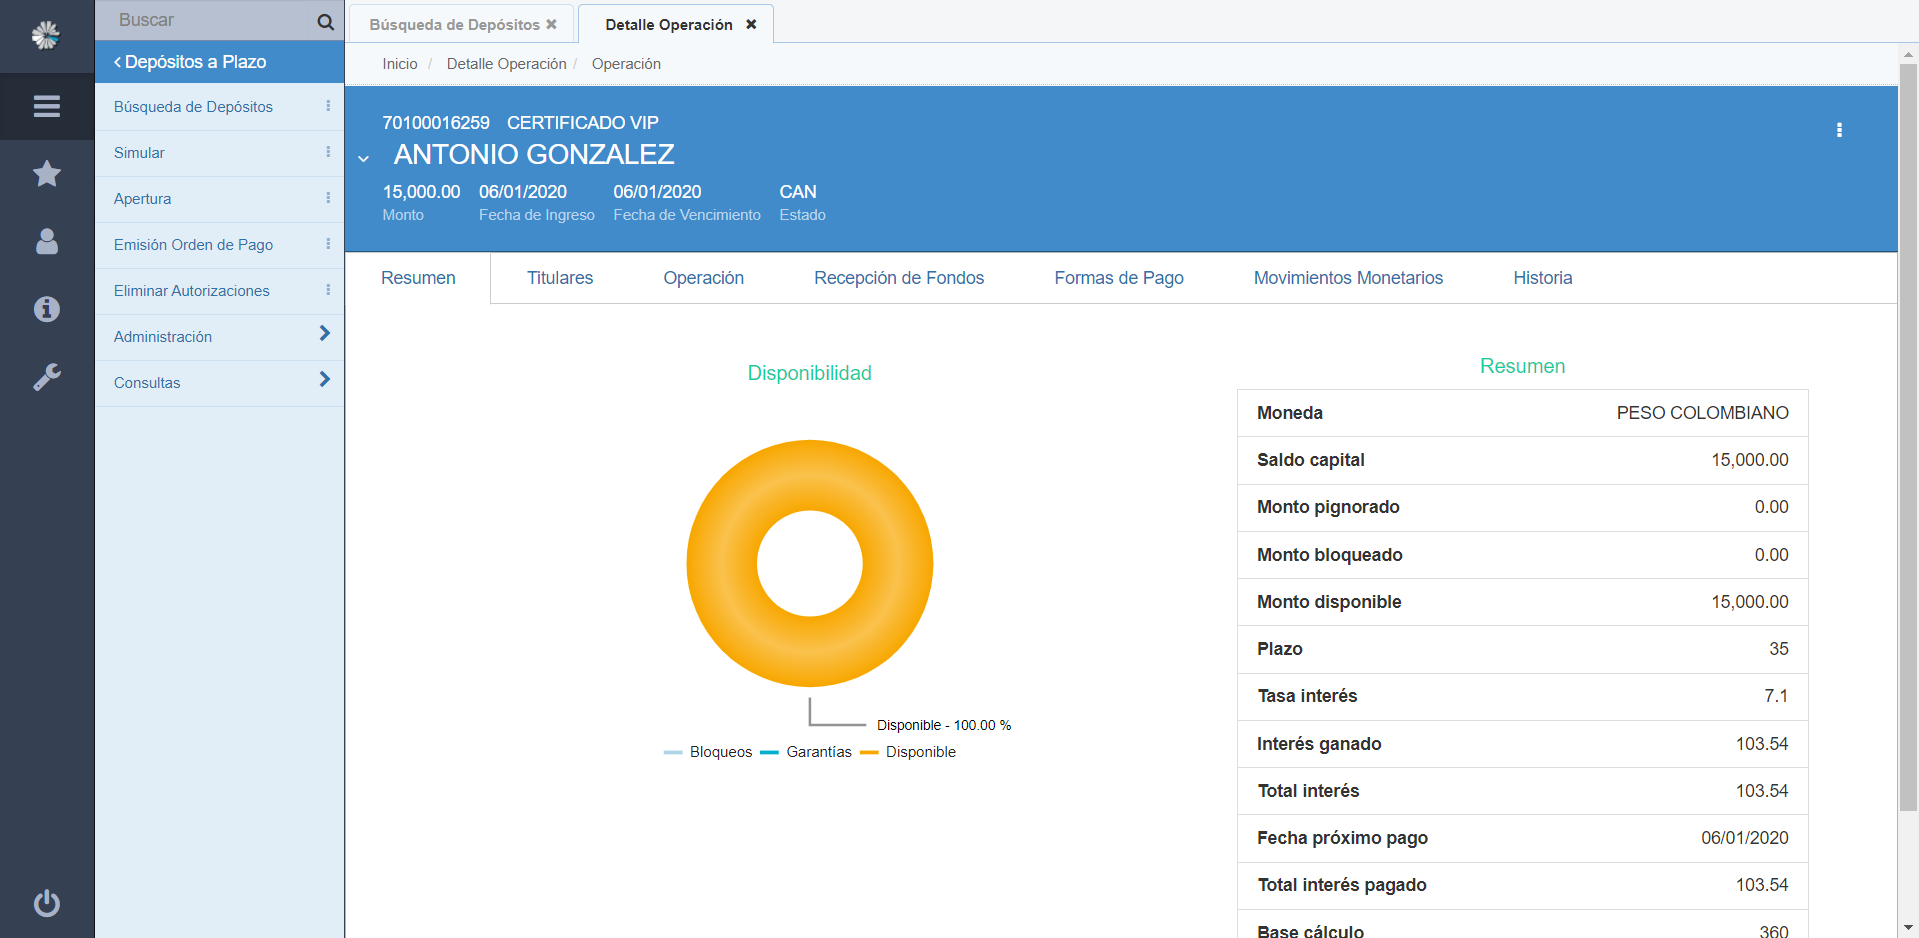 Buscar
Depósitos a Plazo
Búsqueda de Depósitos
Simular
Apertura
Emisión Orden de Pago
Eliminar Autorizaciones
Administración
Consultas
Búsqueda de Depósitos
Detalle Operación
Inicio / Detalle Operación / Operación
70100016259 CERTIFICADO VIP
ANTONIO GONZALEZ
15,000.00 06/01/2020 06/01/2020 CAN
Monto Fecha de Ingreso Fecha de Vencimiento Estado
Resumen Titulares Operación Recepción de Fondos Formas de Pago Movimientos Monetarios Historia
Disponibilidad
Disponible - 100.00 %
Bloqueos Garantías Disponible
Resumen
Moneda PESO COLOMBIANO
Saldo capital 15,000.00
Monto pignorado 0.00
Monto bloqueado 0.00
Monto disponible 15,000.00
Plazo 35
Tasa interés 7.1
Interés ganado 103.54
Total interés 103.54
Fecha próximo pago 06/01/2020
Total interés pagado 103.54
Base cálculo 360